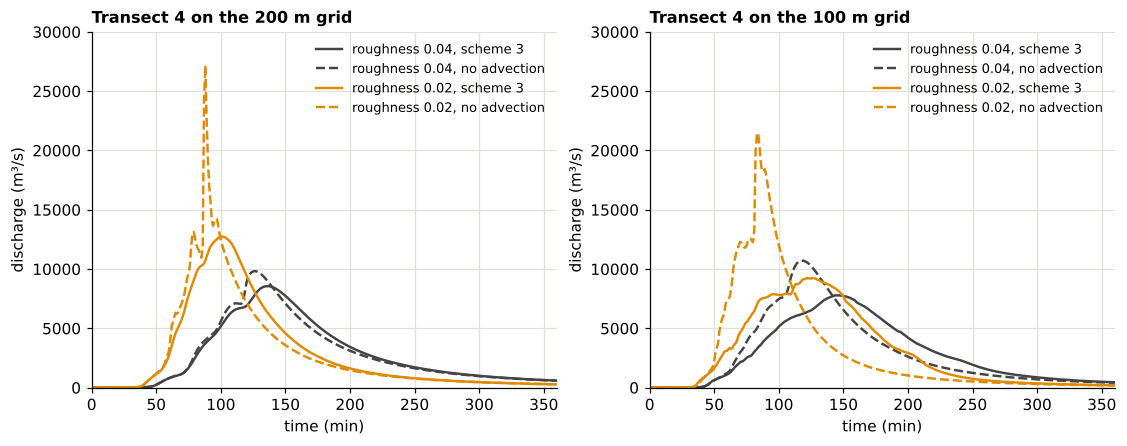 Transect 4 on the 200 m grid
30000
25000
20000
15000
10000
5000
0
discharge (m³/s)
roughness 0.04, scheme 3
roughness 0.04, no advection
roughness 0.02, scheme 3
roughness 0.02, no advection
0 50 100 150 200 250 300 350
time (min)
Transect 4 on the 100 m grid
30000
25000
20000
15000
10000
5000
0
discharge (m³/s)
roughness 0.04, scheme 3
roughness 0.04, no advection
roughness 0.02, scheme 3
roughness 0.02, no advection
0 50 100 150 200 250 300 350
time (min)